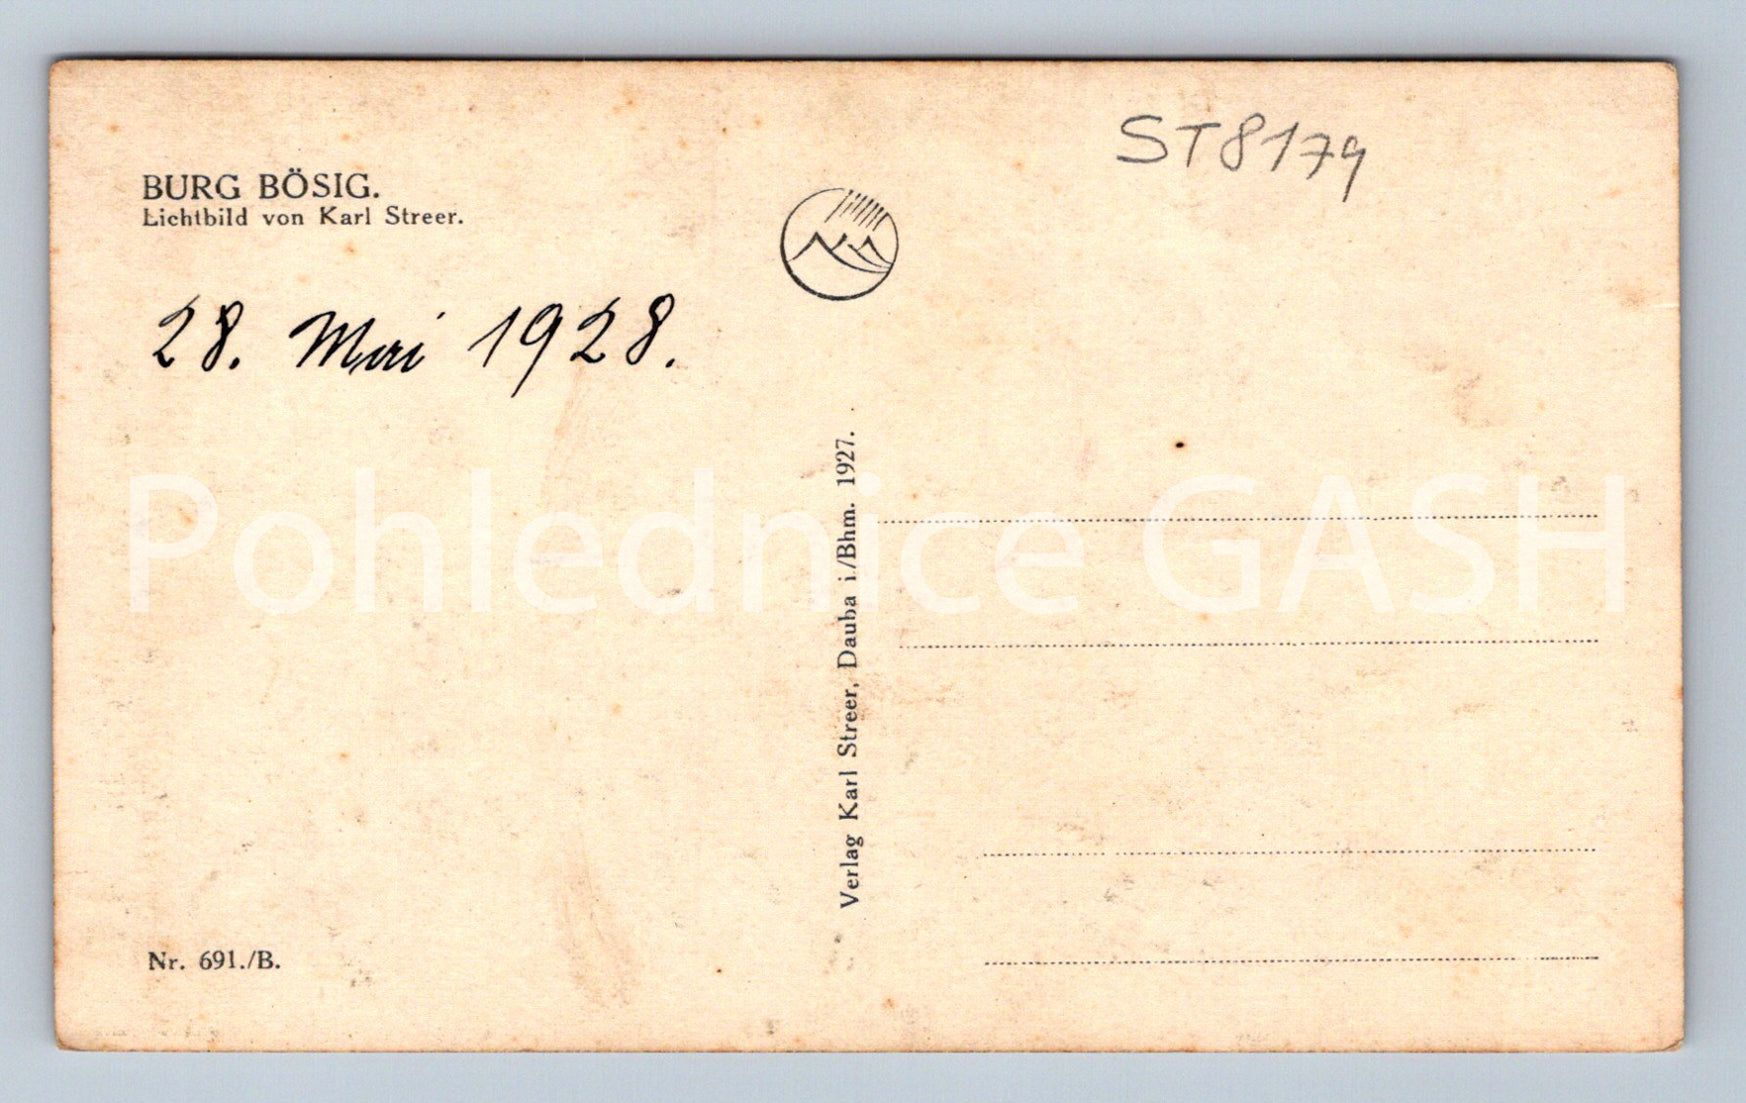 ST8179
BURG BÖSIG.
Lichtbild von Karl Streer.
28. Mai 1928.
Verlag Karl Streer, Dauba i./Bhm. 1927.
Pohlednice GASH
Nr. 691./B.